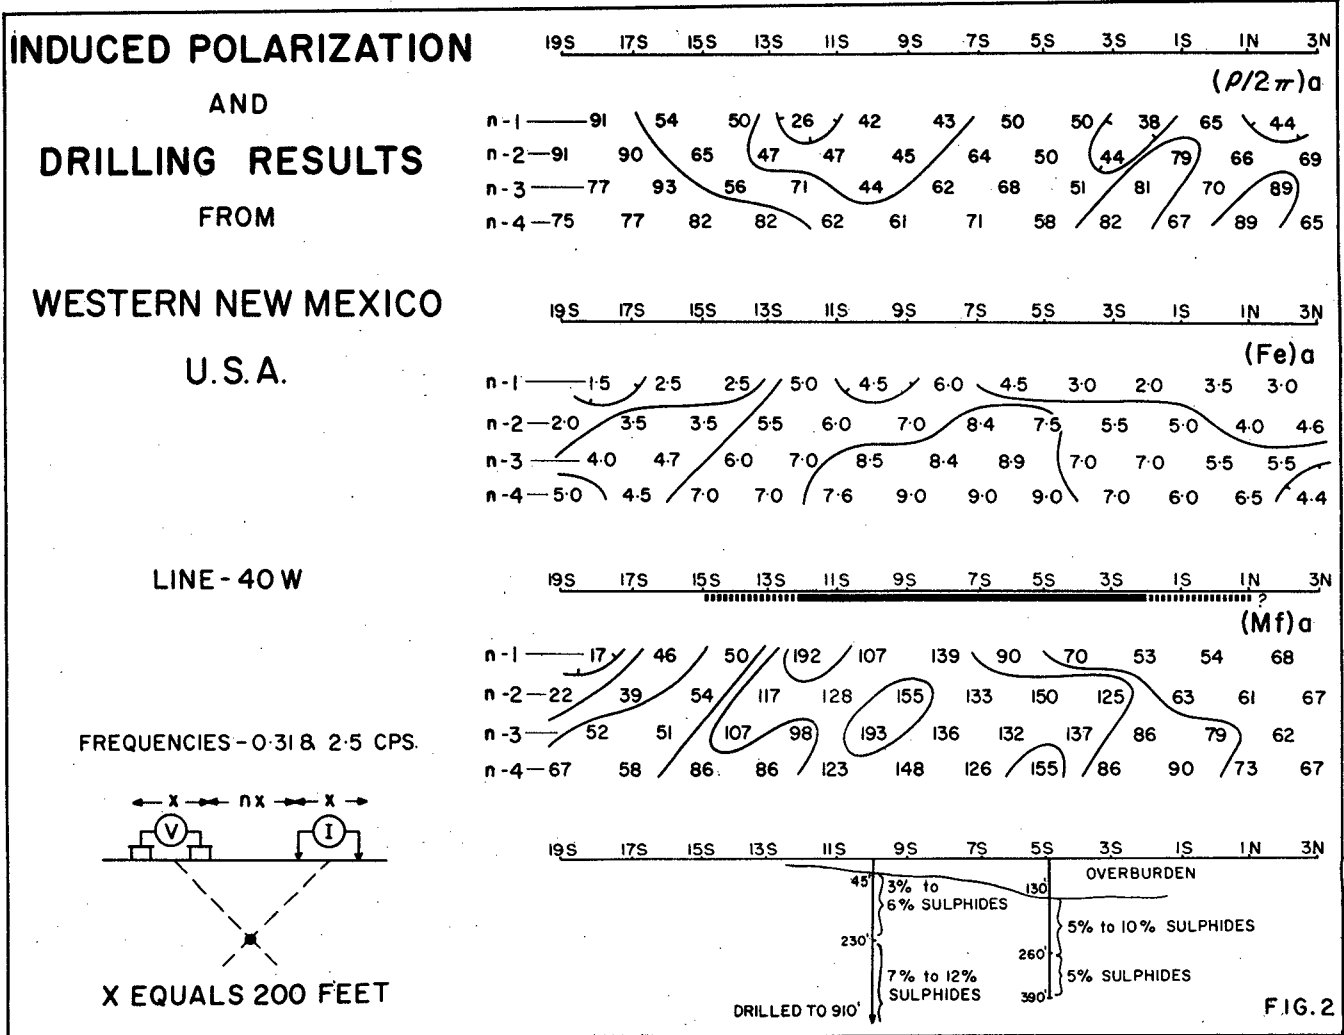 INDUCED POLARIZATION
AND
DRILLING RESULTS
FROM
WESTERN NEW MEXICO
U.S.A.
LINE-40W
FREQUENCIES-0.31 & 2.5 CPS.
x nx x
V I
X EQUALS 200 FEET
19S 17S 15S 13S 11S 9S 7S 5S 3S 1S 1N 3N
(ρ/2π)a
n-1 91 54 50 26 42 43 50 50 38 65 44
n-2 91 90 65 47 47 45 64 50 44 79 66 69
n-3 77 93 56 71 44 62 68 51 81 70 89
n-4 75 77 82 82 62 61 71 58 82 67 89 65
19S 17S 15S 13S 11S 9S 7S 5S 3S 1S 1N 3N
(Fe)a
n-1 1.5 2.5 2.5 5.0 4.5 6.0 4.5 3.0 2.0 3.5 3.0
n-2 2.0 3.5 3.5 5.5 6.0 7.0 8.4 7.5 5.5 5.0 4.0 4.6
n-3 4.0 4.7 6.0 7.0 8.5 8.4 8.9 7.0 7.0 5.5 5.5
n-4 5.0 4.5 7.0 7.0 7.6 9.0 9.0 9.0 7.0 6.0 6.5 4.4
19S 17S 15S 13S 11S 9S 7S 5S 3S 1S 1N 3N
?
(Mf)a
n-1 17 46 50 192 107 139 90 70 53 54 68
n-2 22 39 54 117 128 155 133 150 125 63 61 67
n-3 52 51 107 98 193 136 132 137 86 79 62
n-4 67 58 86 86 123 148 126 155 86 90 73 67
19S 17S 15S 13S 11S 9S 7S 5S 3S 1S 1N 3N
OVERBURDEN
45' 3% to
6% SULPHIDES
130'
5% to 10% SULPHIDES
230'
260'
7% to 12%
SULPHIDES
5% SULPHIDES
390'
DRILLED TO 910'
FIG.2